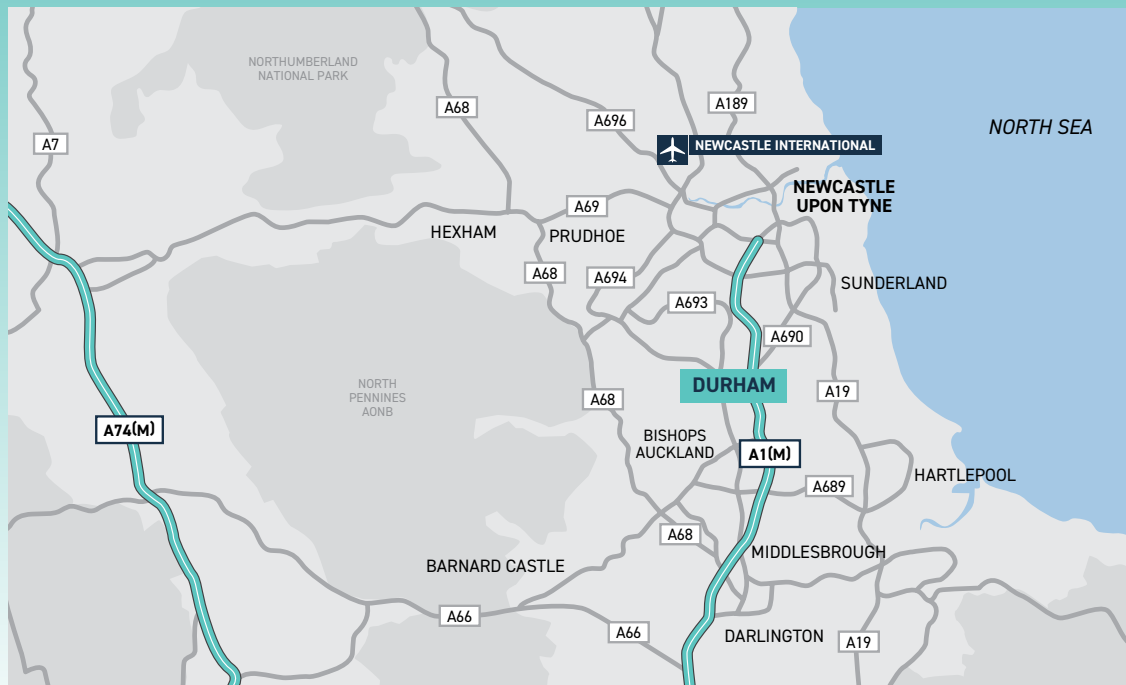 NORTHUMBERLAND
NATIONAL PARK
A68
A189
A696
NORTH SEA
A7
NEWCASTLE INTERNATIONAL
NEWCASTLE
UPON TYNE
A69
HEXHAM
PRUDHOE
A68
A694
SUNDERLAND
A693
A690
DURHAM
NORTH
PENNINES
AONB
A68
A19
A74(M)
BISHOPS
AUCKLAND
A1(M)
HARTLEPOOL
A689
A68
MIDDLESBROUGH
BARNARD CASTLE
A66
A66
DARLINGTON
A19